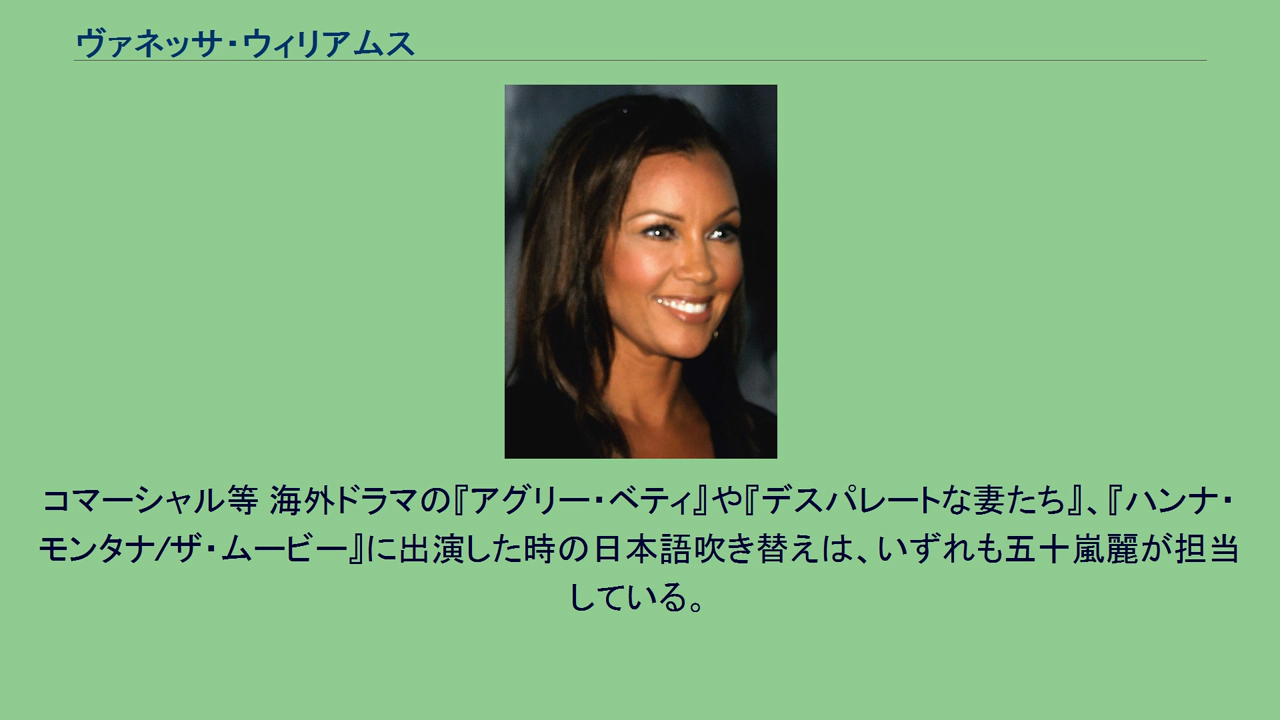 ヴァネッサ・ウィリアムス
コマーシャル等 海外ドラマの『アグリー・ベティ』や『デスパレートな妻たち』、『ハンナ・
モンタナ/ザ・ムービー』に出演した時の日本語吹き替えは、いずれも五十嵐麗が担当
している。